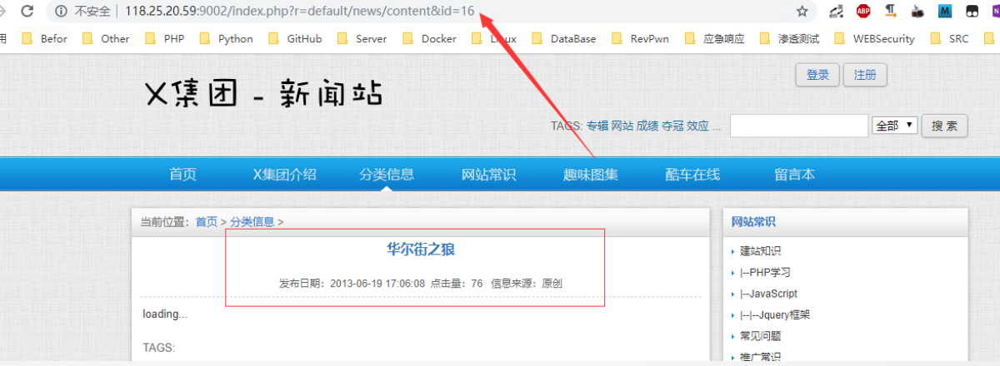 不安全 | 118.25.20.59:9002/index.php?r=default/news/content&id=16
用 Befor Other PHP Python GitHub Server Docker Linux DataBase RevPwn 应急响应 渗透测试 WEBSecurity SRC
X集团 - 新闻站
登录 注册
TAGS: 专辑 网站 成绩 夺冠 效应 ... 全部 搜 索
首页 X集团介绍 分类信息 网站常识 趣味图集 酷车在线 留言本
当前位置：首页 > 分类信息 >
华尔街之狼
发布日期：2013-06-19 17:06:08 点击量：76 信息来源：原创
loading...
TAGS:
网站常识
建站知识
|--PHP学习
|--JavaScript
|--|--Jquery框架
常见问题
推广常识